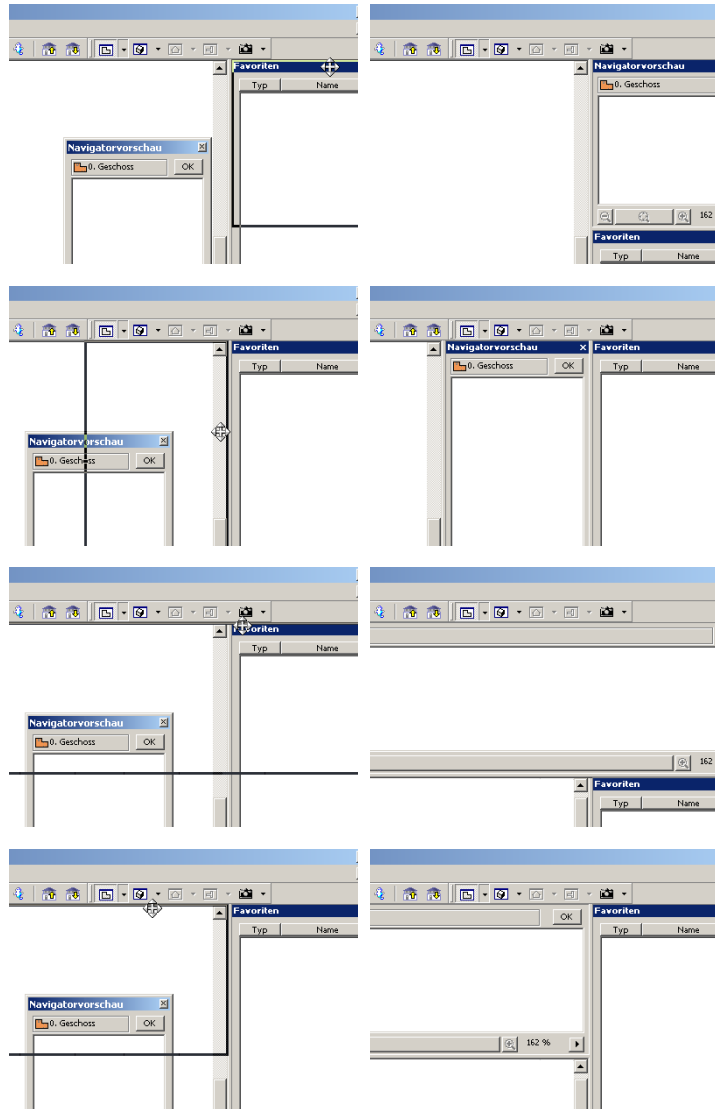 Favoriten
Typ Name
Navigatorvorschau
0. Geschoss OK
Navigatorvorschau
0. Geschoss
162
Favoriten
Typ Name
Favoriten
Typ Name
Navigatorvorschau
0. Geschoss OK
Navigatorvorschau Favoriten
0. Geschoss OK Typ Name
Favoriten
Typ Name
Navigatorvorschau
0. Geschoss OK
162
Favoriten
Typ Name
Favoriten
Typ Name
Navigatorvorschau
0. Geschoss OK
Favoriten
OK Typ Name
162 %